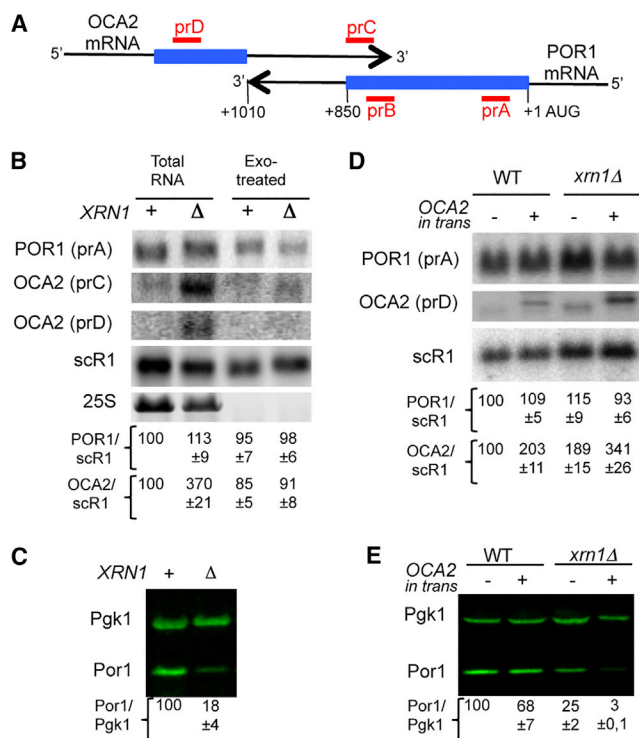 A
OCA2 mRNA
prD
prC
5’
3’
POR1 mRNA
3’
5’
+1010
+850
prB
prA
+1 AUG
B
Total RNA
Exo-treated
XRN1 + Δ + Δ
POR1 (prA)
OCA2 (prC)
OCA2 (prD)
scR1
25S
POR1/scR1 100 113 ±9 95 ±7 98 ±6
OCA2/scR1 100 370 ±21 85 ±5 91 ±8
C
XRN1 + Δ
Pgk1
Por1
Por1/Pgk1 100 18 ±4
D
WT xrn1Δ
OCA2 in trans - + - +
POR1 (prA)
OCA2 (prD)
scR1
POR1/scR1 100 109 ±5 115 ±9 93 ±6
OCA2/scR1 100 203 ±11 189 ±15 341 ±26
E
WT xrn1Δ
OCA2 in trans - + - +
Pgk1
Por1
Por1/Pgk1 100 68 ±7 25 ±2 3 ±0,1